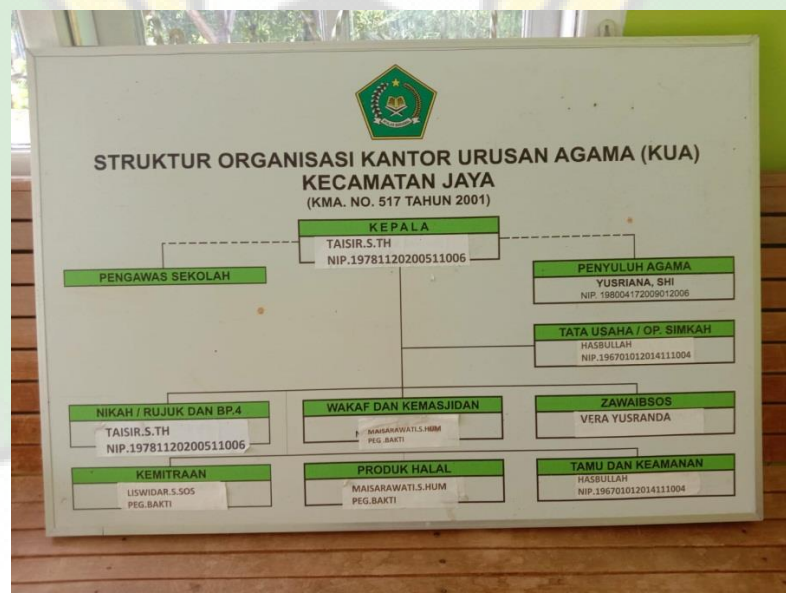 STRUKTUR ORGANISASI KANTOR URUSAN AGAMA (KUA)
KECAMATAN JAYA
(KMA. NO. 517 TAHUN 2001)
KEPALA
TAISIR.S.TH
NIP.19781120200511006
PENGAWAS SEKOLAH
PENYULUH AGAMA
YUSRIANA, SHI
NIP. 198004172009012006
TATA USAHA / OP. SIMKAH
HASBULLAH
NIP.196701012014111004
NIKAH / RUJUK DAN BP.4
TAISIR.S.TH
NIP.19781120200511006
WAKAF DAN KEMASJIDAN
MAISARAWATI.S.HUM
PEG .BAKTI
ZAWAIBSOS
VERA YUSRANDA
KEMITRAAN
LISWIDAR.S.SOS
PEG.BAKTI
PRODUK HALAL
MAISARAWATI.S.HUM
PEG.BAKTI
TAMU DAN KEAMANAN
HASBULLAH
NIP.196701012014111004